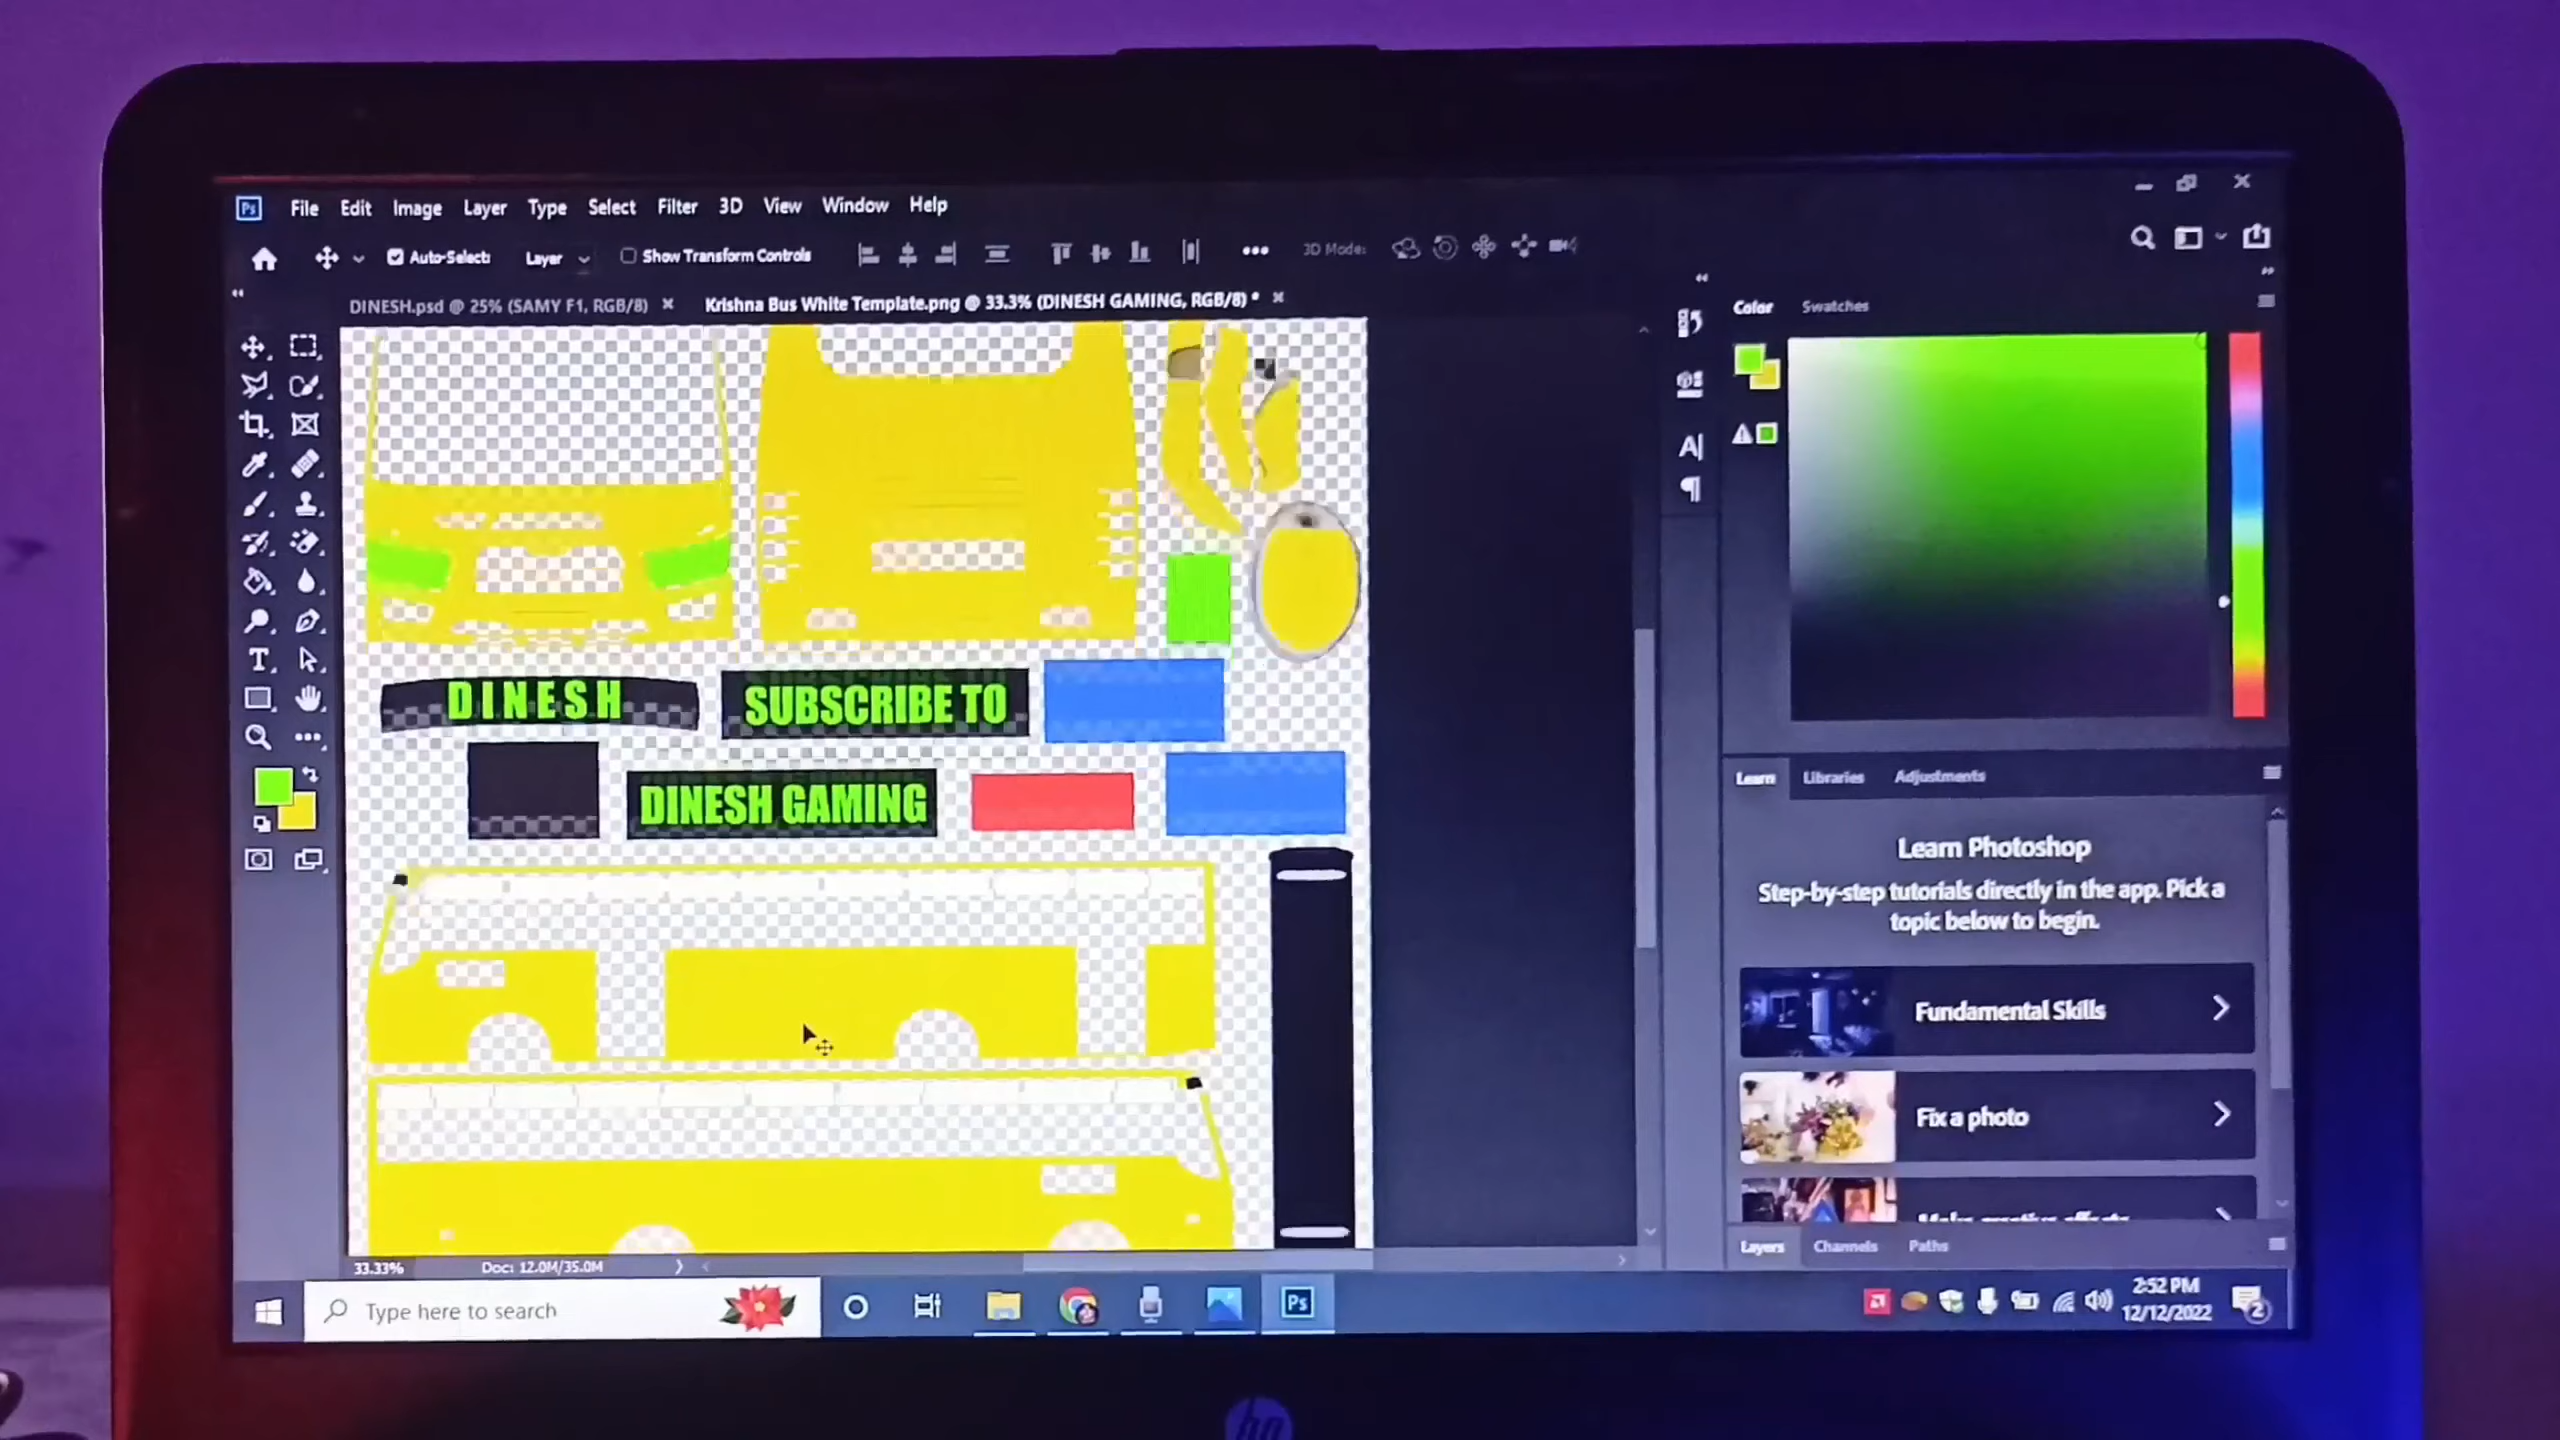 Ps File Edit Image Layer Type Select Filter 3D View Window Help
Auto-Select: Layer Show Transform Controls 3D Mode:
DINESH.psd @ 25% (SAMY F1, RGB/8) × Krishna Bus White Template.png @ 33.3% (DINESH GAMING, RGB/8) * ×
Color Swatches
DINESH
SUBSCRIBE TO
DINESH GAMING
Learn Libraries Adjustments
Learn Photoshop
Step-by-step tutorials directly in the app. Pick a
topic below to begin.
Fundamental Skills
Fix a photo
Layers Channels Paths
33.33% Doc: 12.0M/35.0M
Type here to search
Ps
2:52 PM
12/12/2022
2
hp